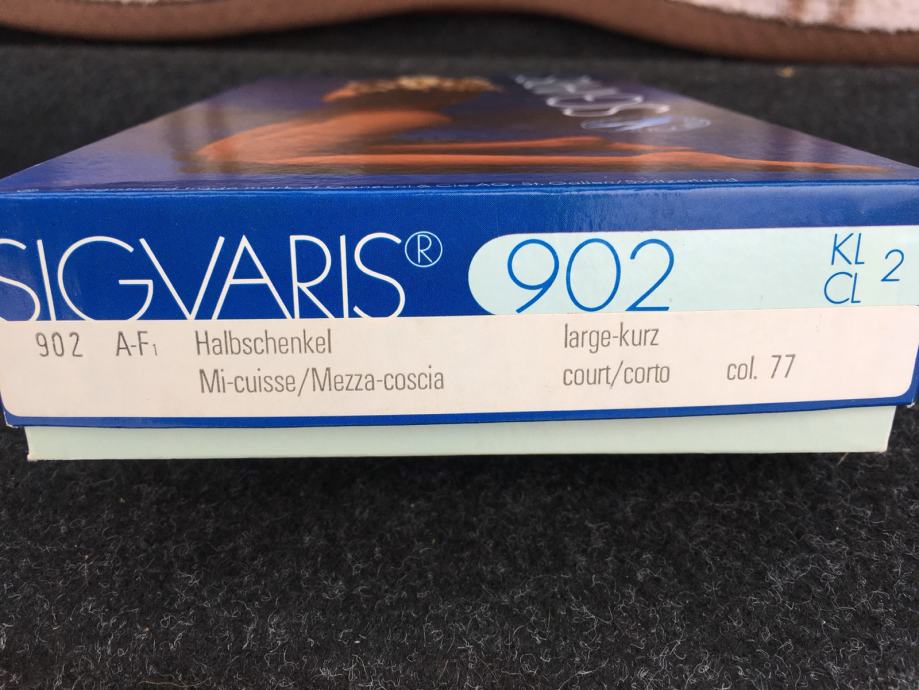 SIGVARIS® 902 KL CL 2
902 A-F₁ Halbschenkel large-kurz
Mi-cuisse/Mezza-coscia court/corto col. 77